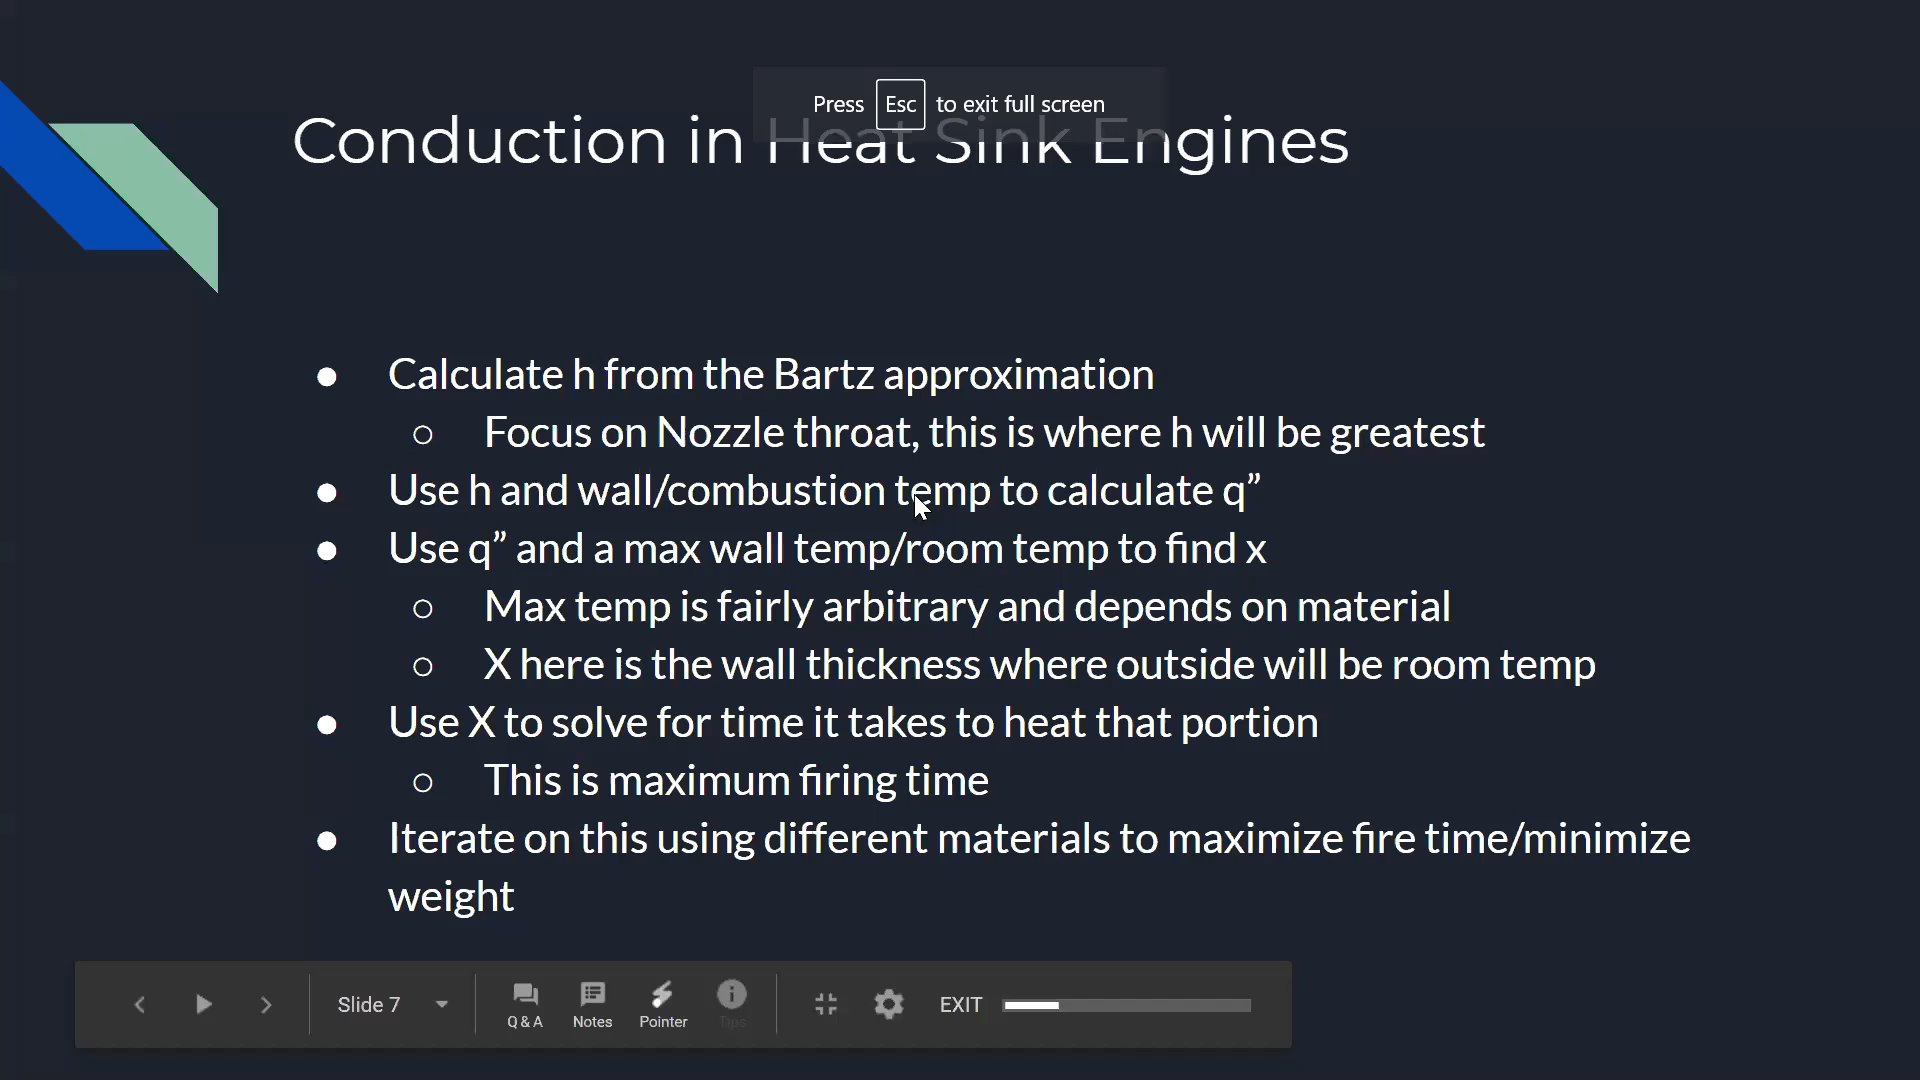 Press Esc to exit full screen
Conduction in Heat Sink Engines
● Calculate h from the Bartz approximation
○ Focus on Nozzle throat, this is where h will be greatest
● Use h and wall/combustion temp to calculate q”
● Use q” and a max wall temp/room temp to find x
○ Max temp is fairly arbitrary and depends on material
○ X here is the wall thickness where outside will be room temp
● Use X to solve for time it takes to heat that portion
○ This is maximum firing time
● Iterate on this using different materials to maximize fire time/minimize
weight
Slide 7
Q & A Notes Pointer Tips
EXIT